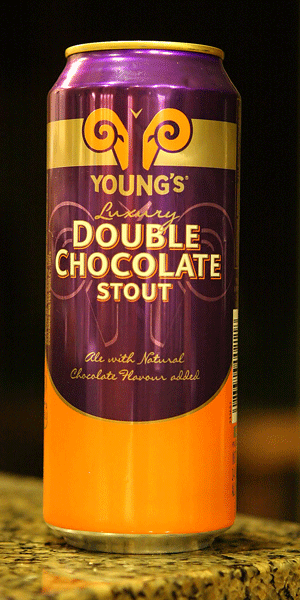 YOUNG'S®
Luxury
DOUBLE
CHOCOLATE
STOUT
Ale with Natural
Chocolate Flavour added